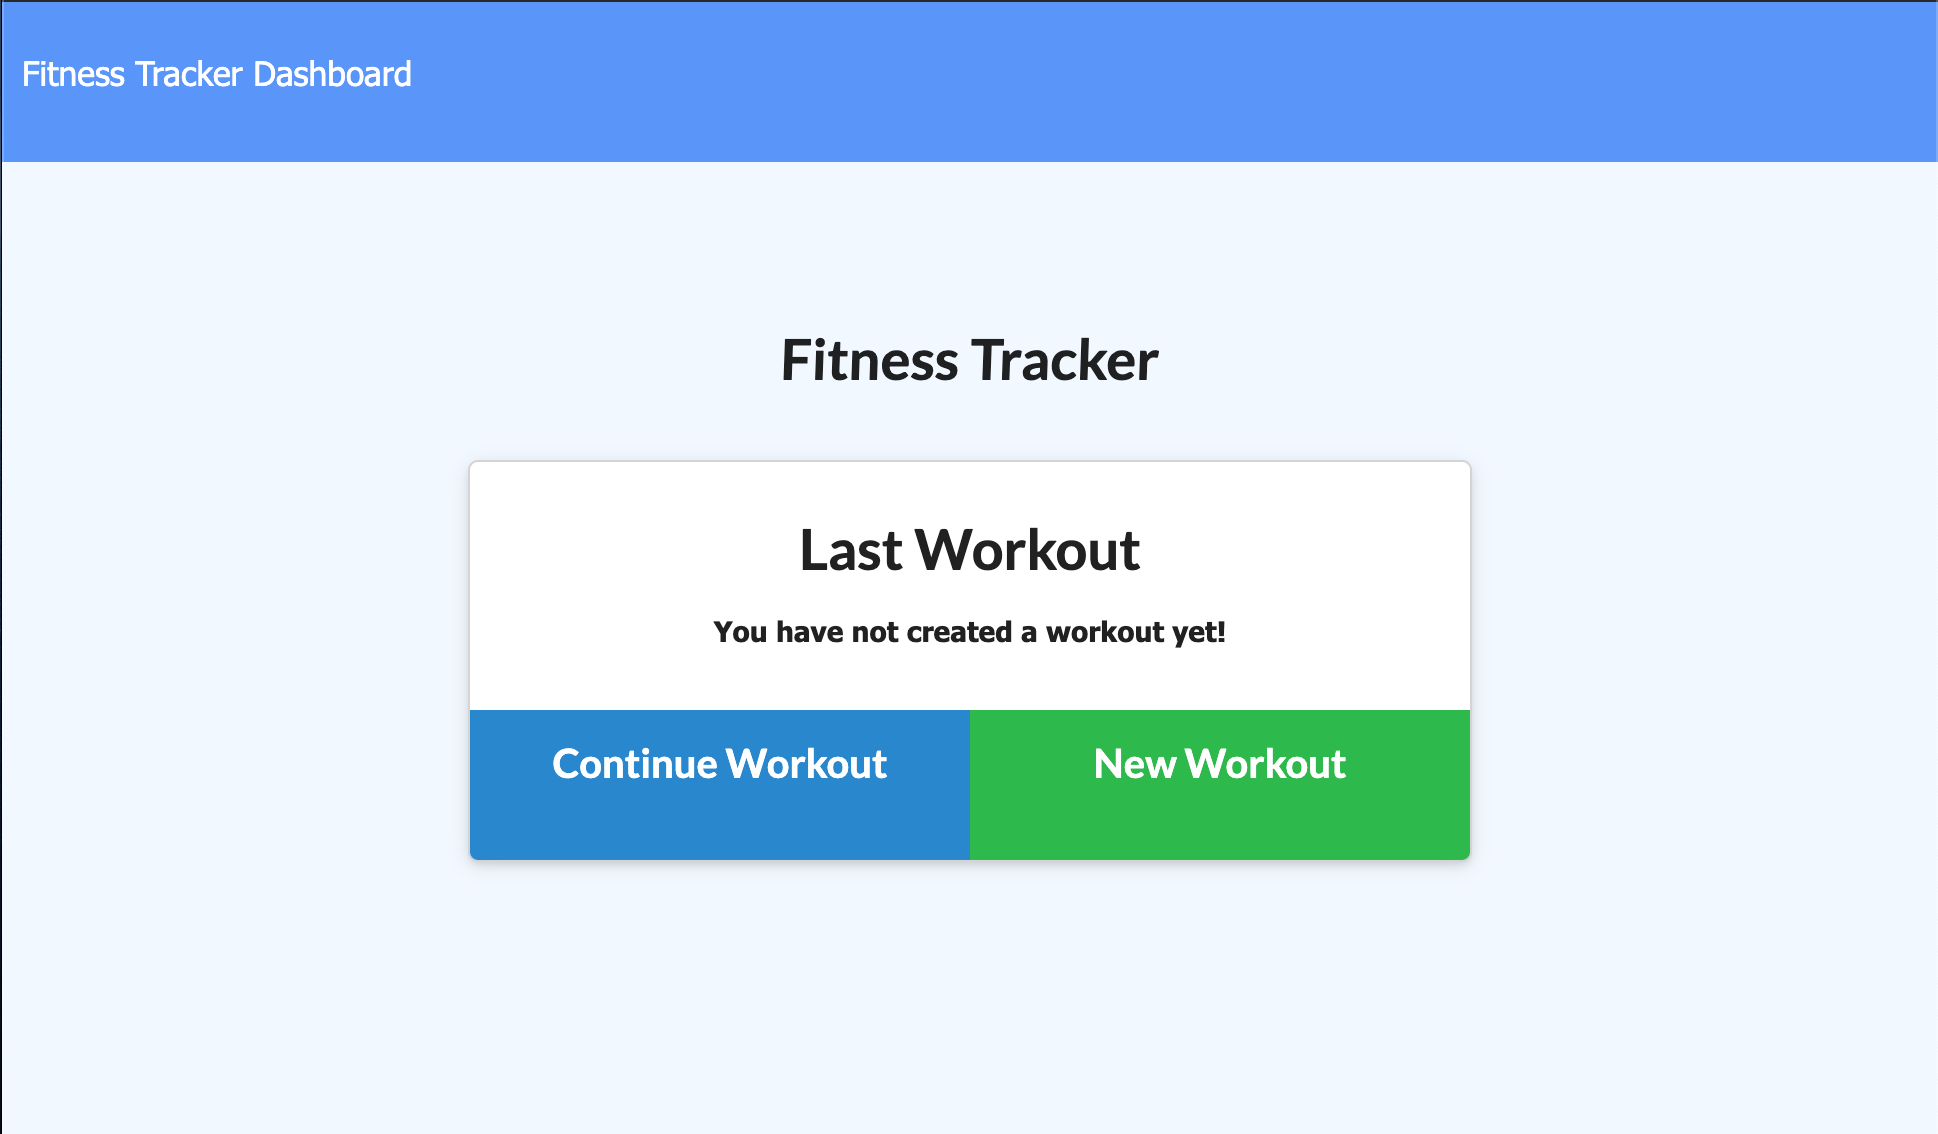 Fitness Tracker Dashboard
Fitness Tracker
Last Workout
You have not created a workout yet!
Continue Workout
New Workout